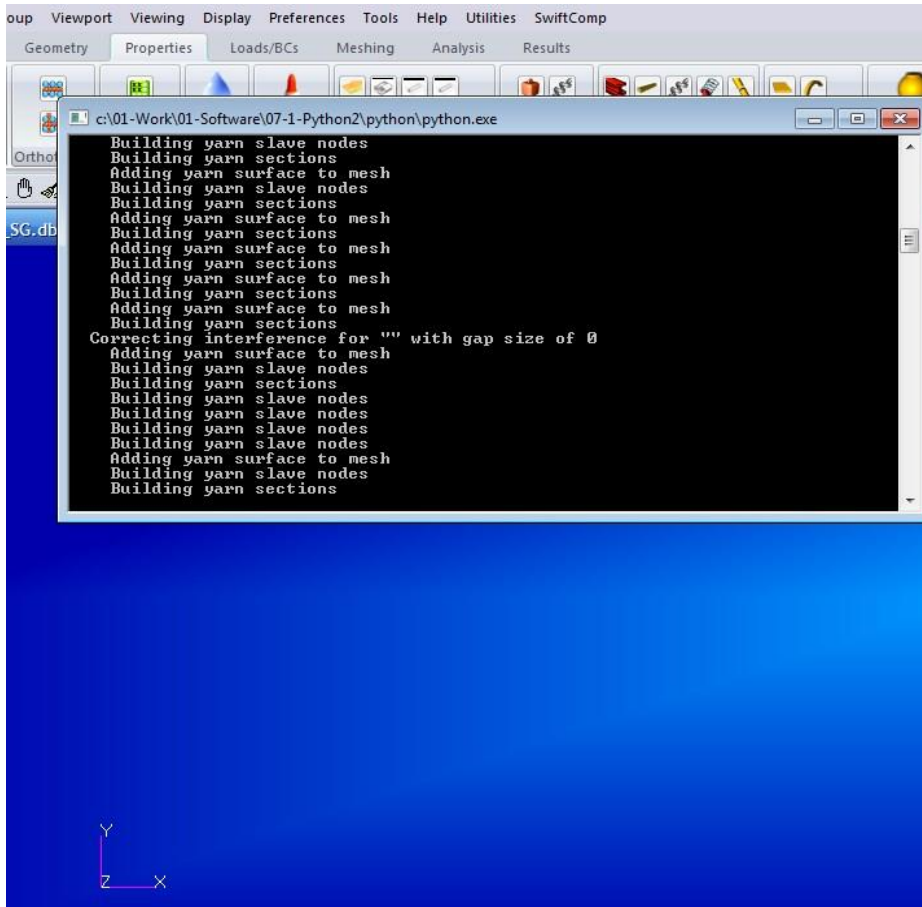 oup Viewport Viewing Display Preferences Tools Help Utilities SwiftComp
Geometry Properties Loads/BCs Meshing Analysis Results
c:\01-Work\01-Software\07-1-Python2\python\python.exe
Orthot
_SG.db
Building yarn slave nodes
Building yarn sections
Adding yarn surface to mesh
Building yarn slave nodes
Building yarn sections
Adding yarn surface to mesh
Building yarn sections
Adding yarn surface to mesh
Building yarn sections
Adding yarn surface to mesh
Building yarn sections
Adding yarn surface to mesh
Building yarn sections
Correcting interference for "" with gap size of 0
Adding yarn surface to mesh
Building yarn slave nodes
Building yarn sections
Building yarn slave nodes
Building yarn slave nodes
Building yarn slave nodes
Building yarn slave nodes
Adding yarn surface to mesh
Building yarn slave nodes
Building yarn sections
Y
Z X